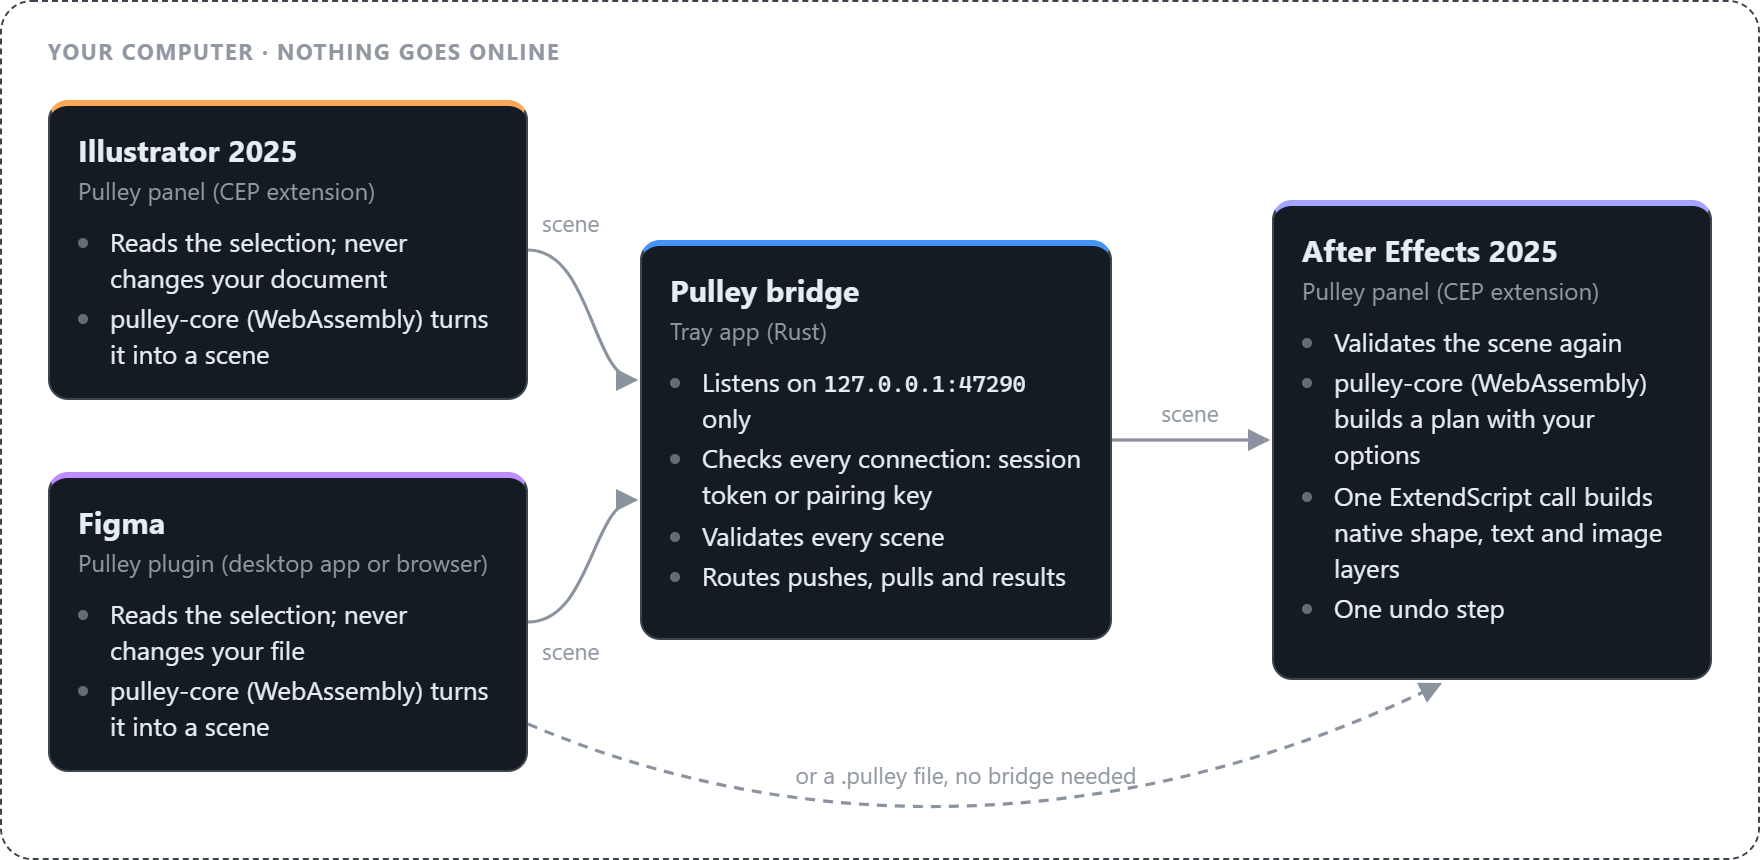 YOUR COMPUTER · NOTHING GOES ONLINE
Illustrator 2025
Pulley panel (CEP extension)
Reads the selection; never
changes your document
pulley-core (WebAssembly) turns
it into a scene
scene
Figma
Pulley plugin (desktop app or browser)
Reads the selection; never
changes your file
pulley-core (WebAssembly) turns
it into a scene
scene
Pulley bridge
Tray app (Rust)
Listens on 127.0.0.1:47290
only
Checks every connection: session
token or pairing key
Validates every scene
Routes pushes, pulls and results
scene
After Effects 2025
Pulley panel (CEP extension)
Validates the scene again
pulley-core (WebAssembly)
builds a plan with your
options
One ExtendScript call builds
native shape, text and image
layers
One undo step
or a .pulley file, no bridge needed